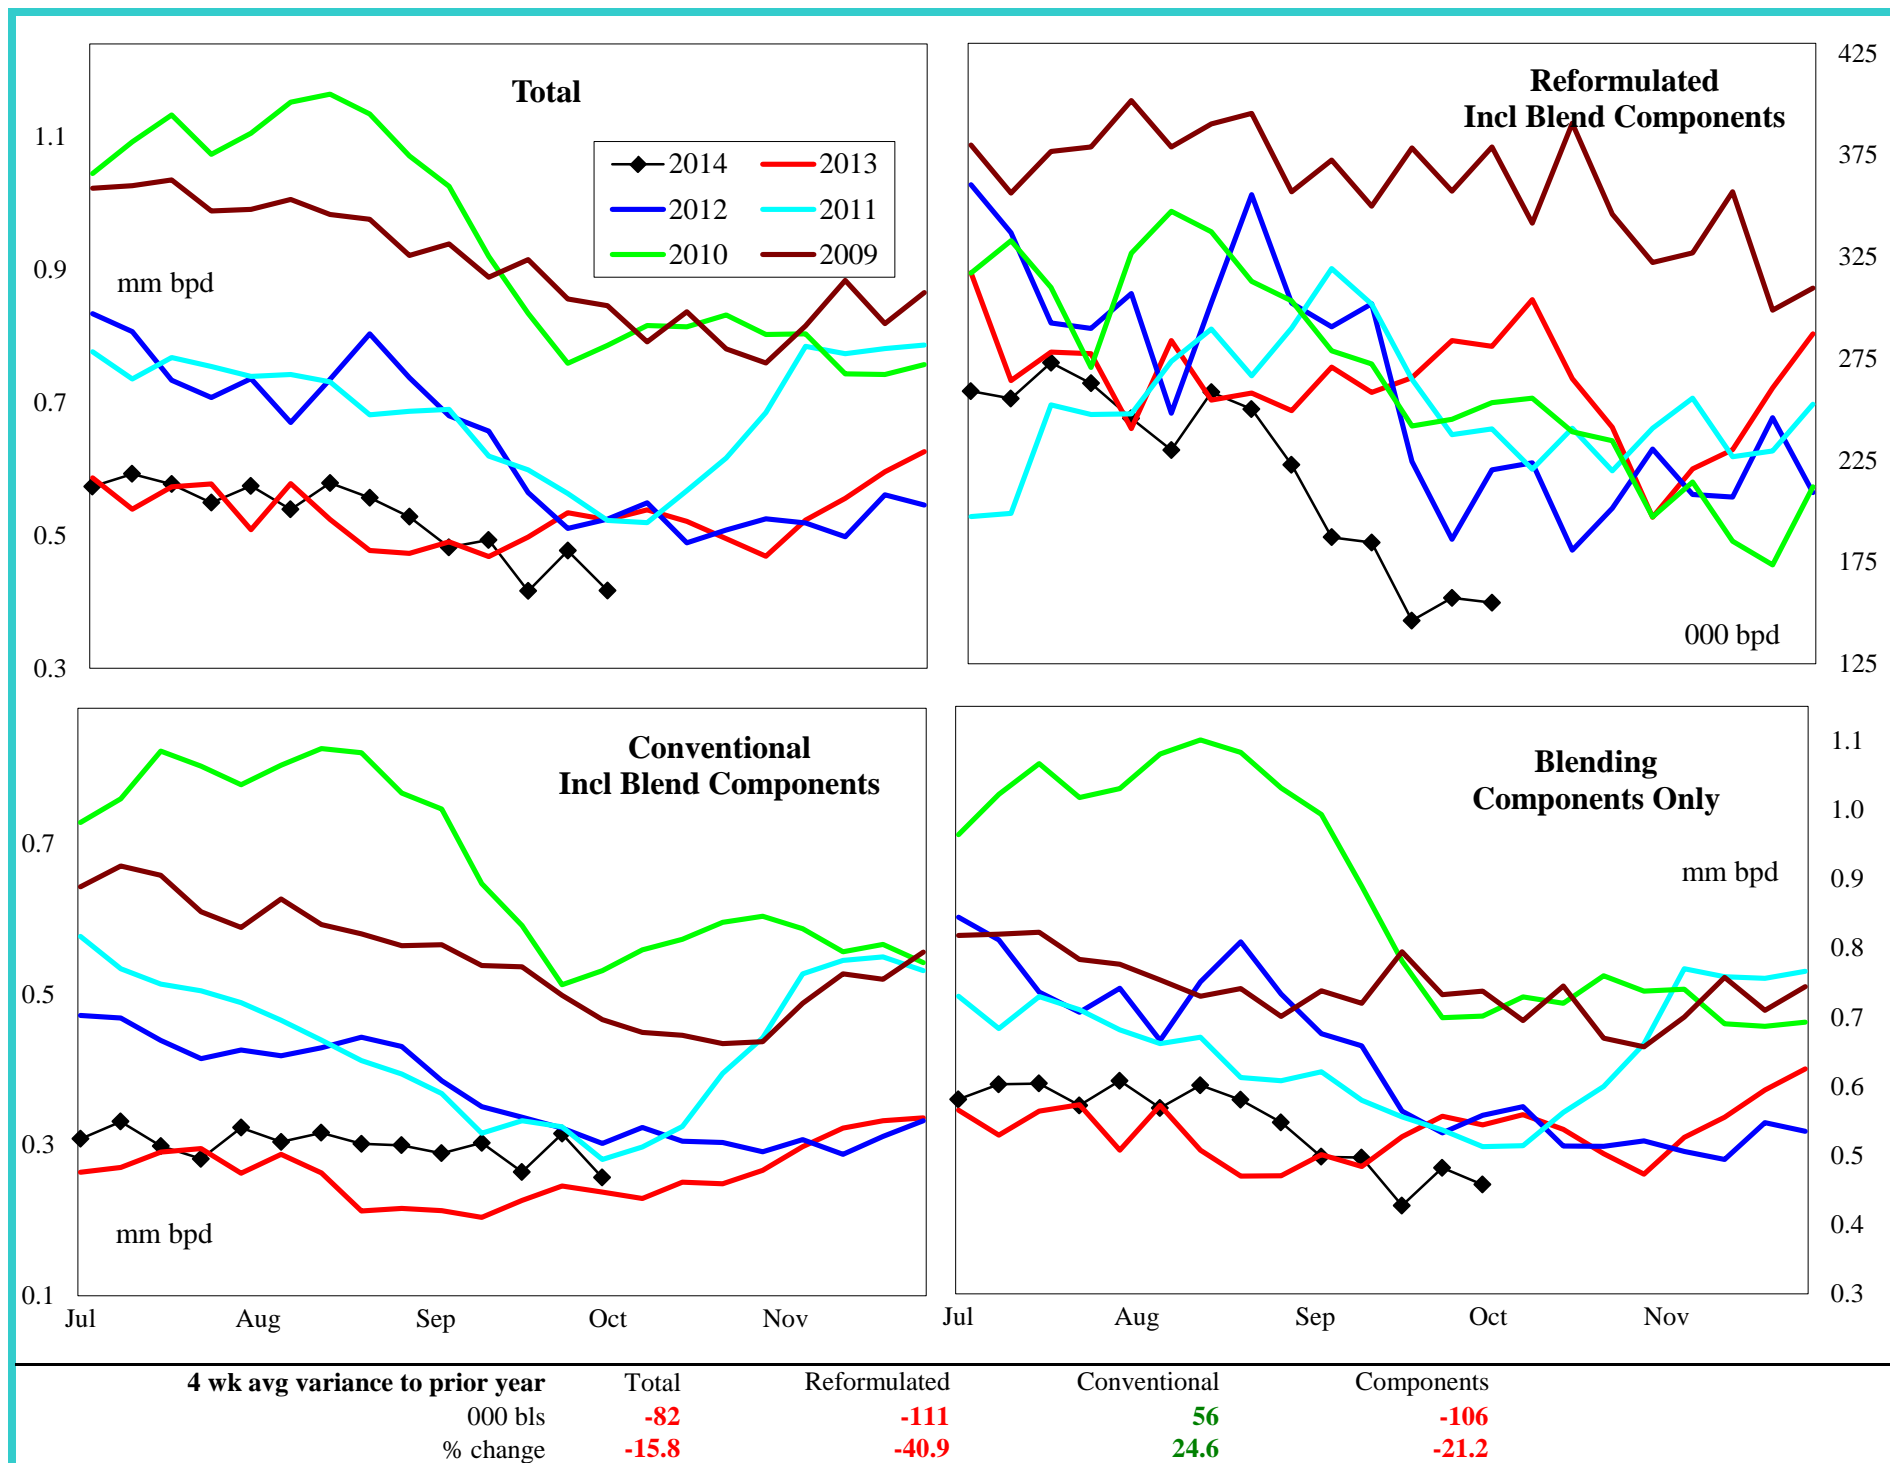 Total
1.1
0.9
0.7
0.5
0.3
mm bpd
2014 2013
2012 2011
2010 2009
Reformulated
Incl Blend Components
425
375
325
275
225
175
125
000 bpd
Conventional
Incl Blend Components
0.7
0.5
0.3
0.1
mm bpd
Jul Aug Sep Oct Nov
Blending
Components Only
mm bpd
1.1
1.0
0.9
0.8
0.7
0.6
0.5
0.4
0.3
Jul Aug Sep Oct Nov
4 wk avg variance to prior year Total Reformulated Conventional Components
000 bls -82 -111 56 -106
% change -15.8 -40.9 24.6 -21.2